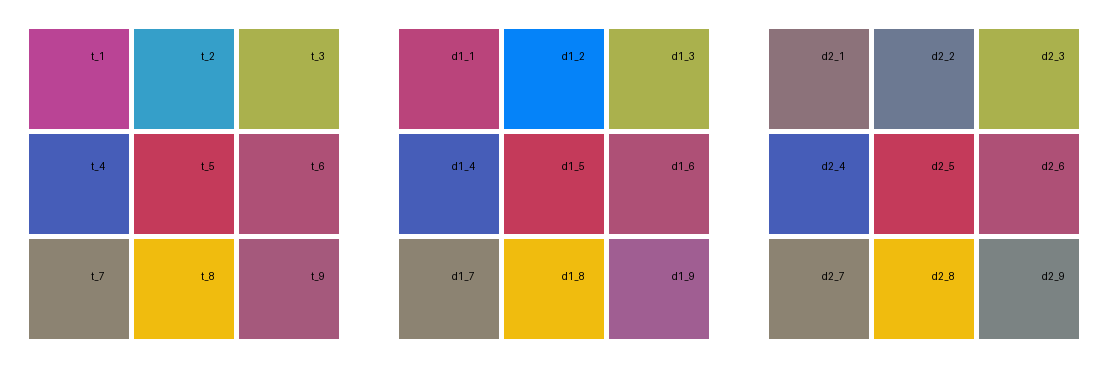 t_1 t_2 t_3 d1_1 d1_2 d1_3 d2_1 d2_2 d2_3
t_4 t_5 t_6 d1_4 d1_5 d1_6 d2_4 d2_5 d2_6
t_7 t_8 t_9 d1_7 d1_8 d1_9 d2_7 d2_8 d2_9